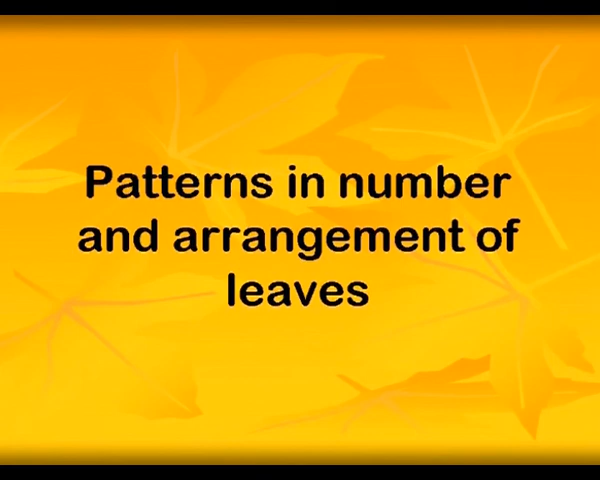 Patterns in number
and arrangement of
leaves